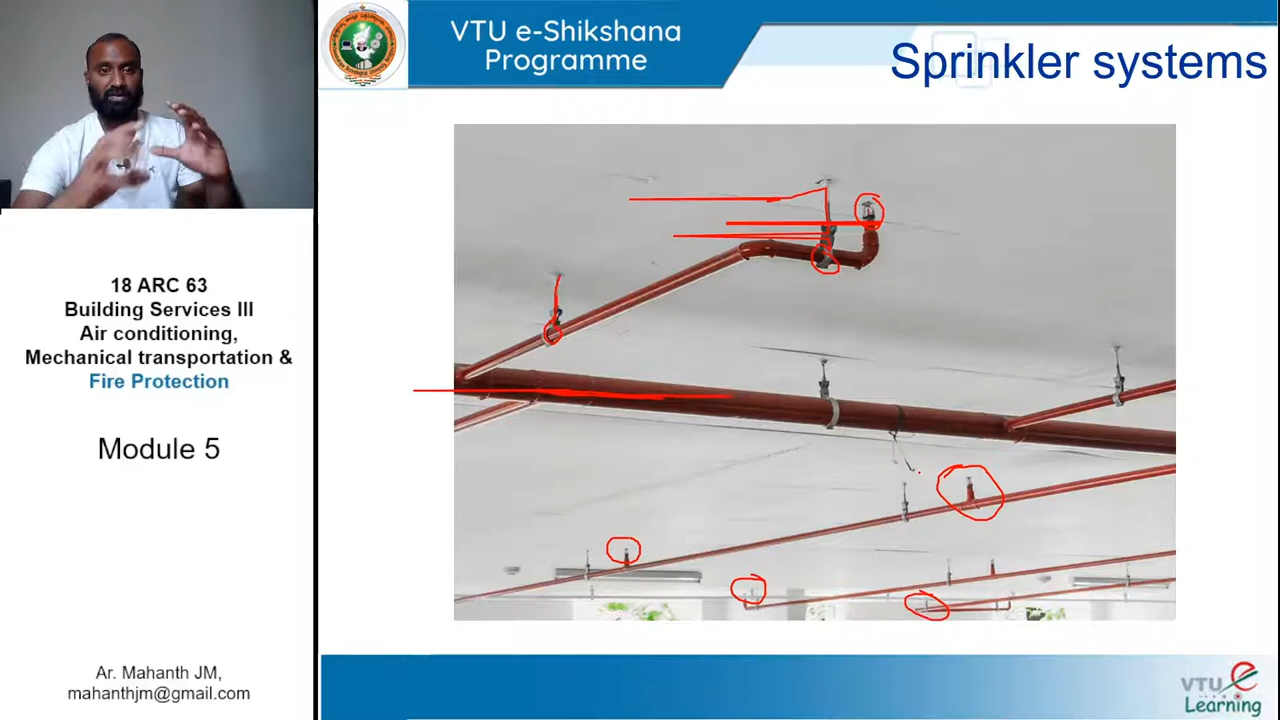 VTU e-Shikshana
Programme
Sprinkler systems
18 ARC 63
Building Services III
Air conditioning,
Mechanical transportation &
Fire Protection
Module 5
Ar. Mahanth JM,
mahanthjm@gmail.com
VTU
Learning